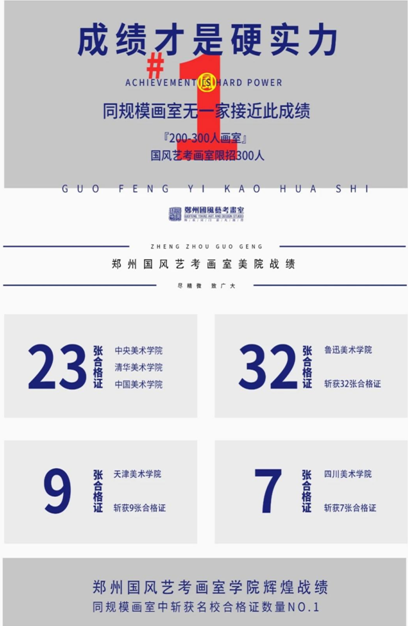 成绩才是硬实力
#1
ACHIEVEMENT IS HARD POWER
同规模画室无一家接近此成绩
『200-300人画室』
国风艺考画室限招300人
GUO FENG YI KAO HUA SHI
鄭州國風藝考畫室
ZHENG ZHOU GUO GENG
郑州国风艺考画室美院战绩
尽精微 致广大
23张合格证
中央美术学院
清华美术学院
中国美术学院
32张合格证
鲁迅美术学院
斩获32张合格证
9张合格证
天津美术学院
斩获9张合格证
7张合格证
四川美术学院
斩获7张合格证
郑州国风艺考画室学院辉煌战绩
同规模画室中斩获名校合格证数量NO.1